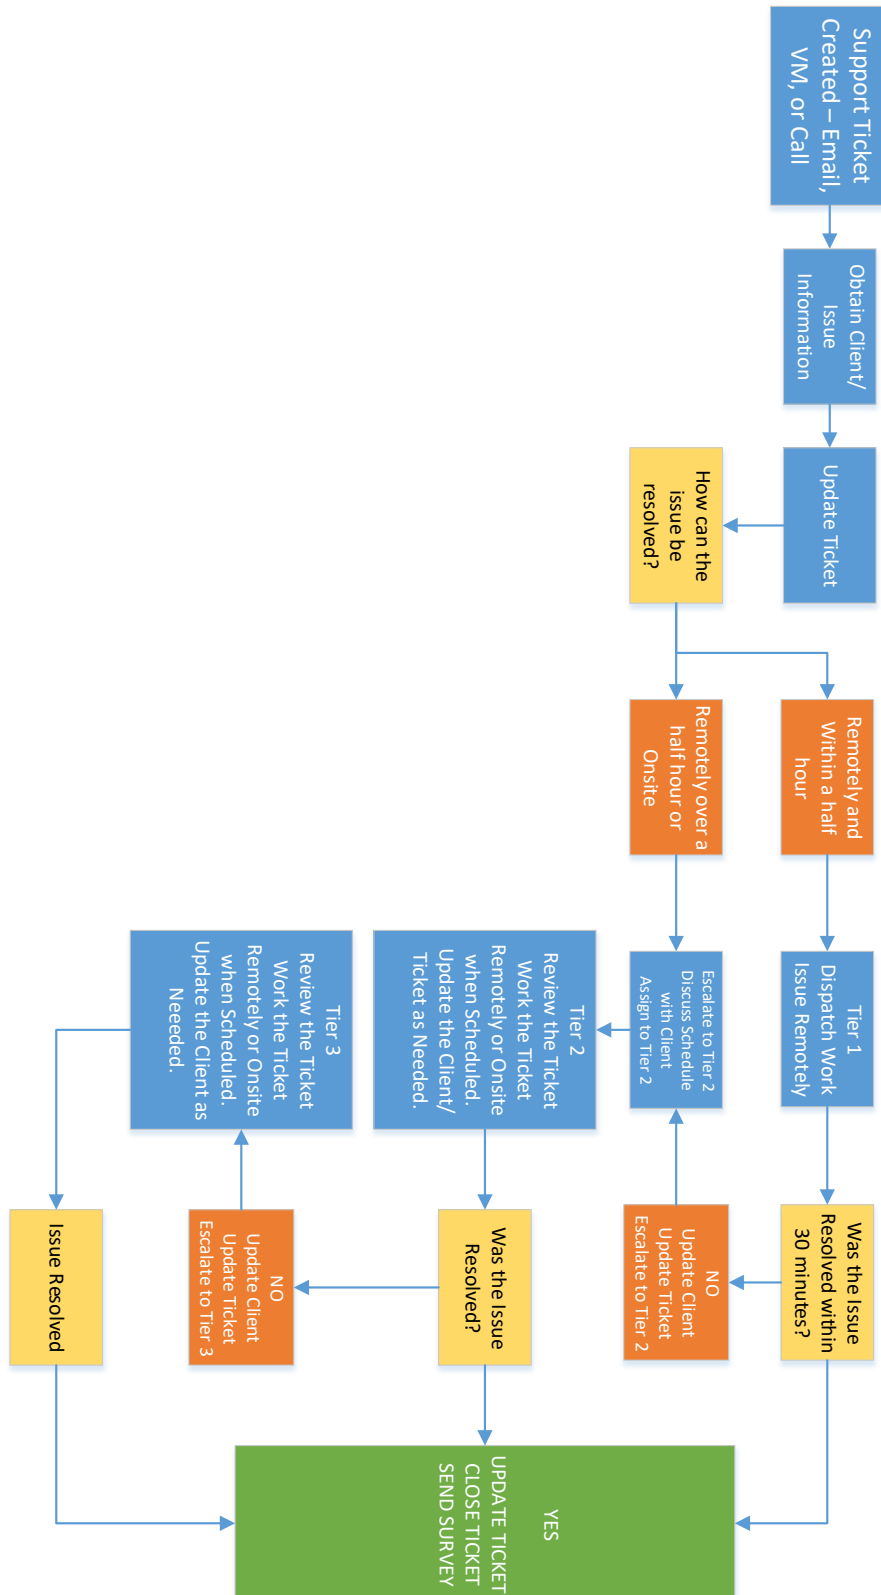 Support Ticket
Created – Email,
VM, or Call
Obtain Client/
Issue
Information
Update Ticket
How can the
issue be
resolved?
Remotely and
Within a half
hour
Remotely over a
half hour or
Onsite
Tier 1
Dispatch Work
Issue Remotely
Escalate to Tier 2
Discuss Schedule
with Client
Assign to Tier 2
Tier 2
Review the Ticket
Work the Ticket
Remotely or Onsite
when Scheduled.
Update the Client/
Ticket as Needed.
Tier 3
Review the Ticket
Work the Ticket
Remotely or Onsite
when Scheduled.
Update the Client as
Neeeded.
Was the Issue
Resolved within
30 minutes?
NO
Update Client
Update Ticket
Escalate to Tier 2
Was the Issue
Resolved?
NO
Update Client
Update Ticket
Escalate to Tier 3
Issue Resolved
YES
UPDATE TICKET
CLOSE TICKET
SEND SURVEY